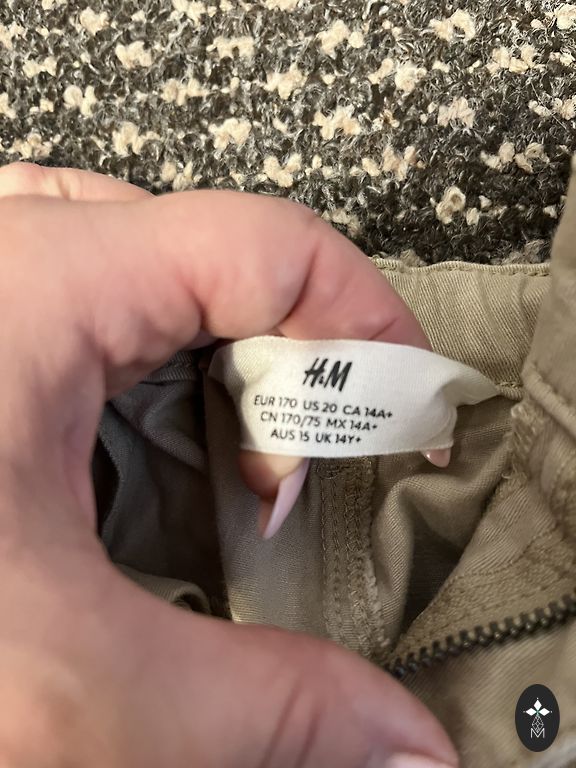 H&M
EUR 170 US 20 CA 14A+
CN 170/75 MX 14A+
AUS 15 UK 14Y+
M